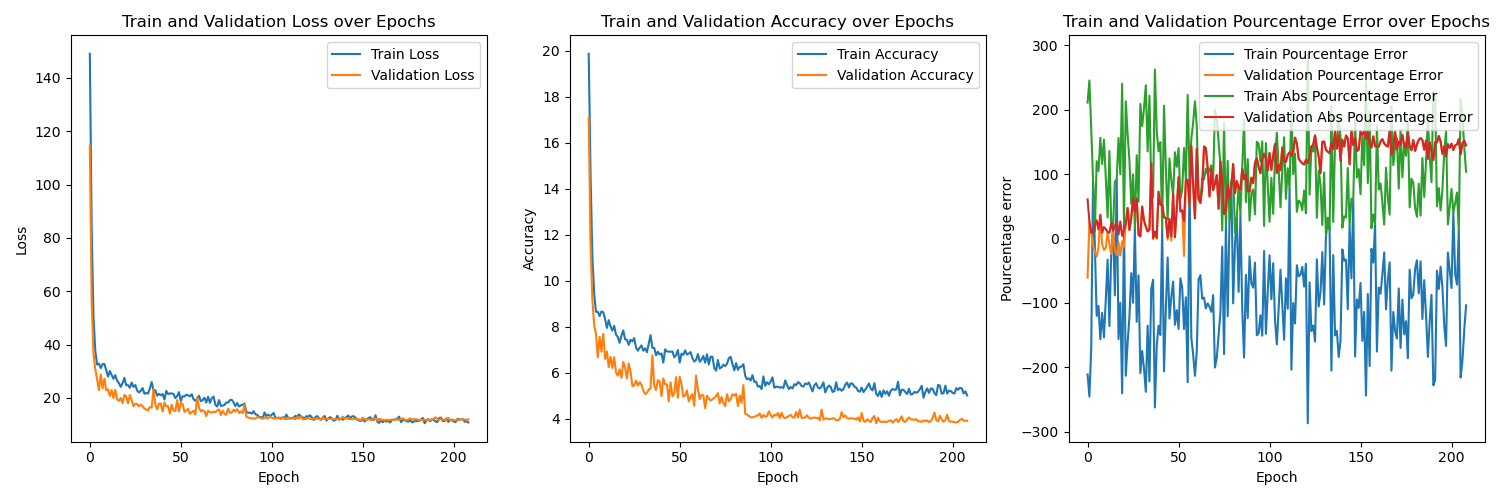 Train and Validation Loss over Epochs
140
120
100
80
60
40
20
0
50
100
150
200
Loss
Epoch
Train Loss
Validation Loss
Train and Validation Accuracy over Epochs
20
18
16
14
12
10
8
6
4
0
50
100
150
200
Accuracy
Epoch
Train Accuracy
Validation Accuracy
Train and Validation Pourcentage Error over Epochs
300
200
100
0
−100
−200
−300
0
50
100
150
200
Pourcentage error
Epoch
Train Pourcentage Error
Validation Pourcentage Error
Train Abs Pourcentage Error
Validation Abs Pourcentage Error